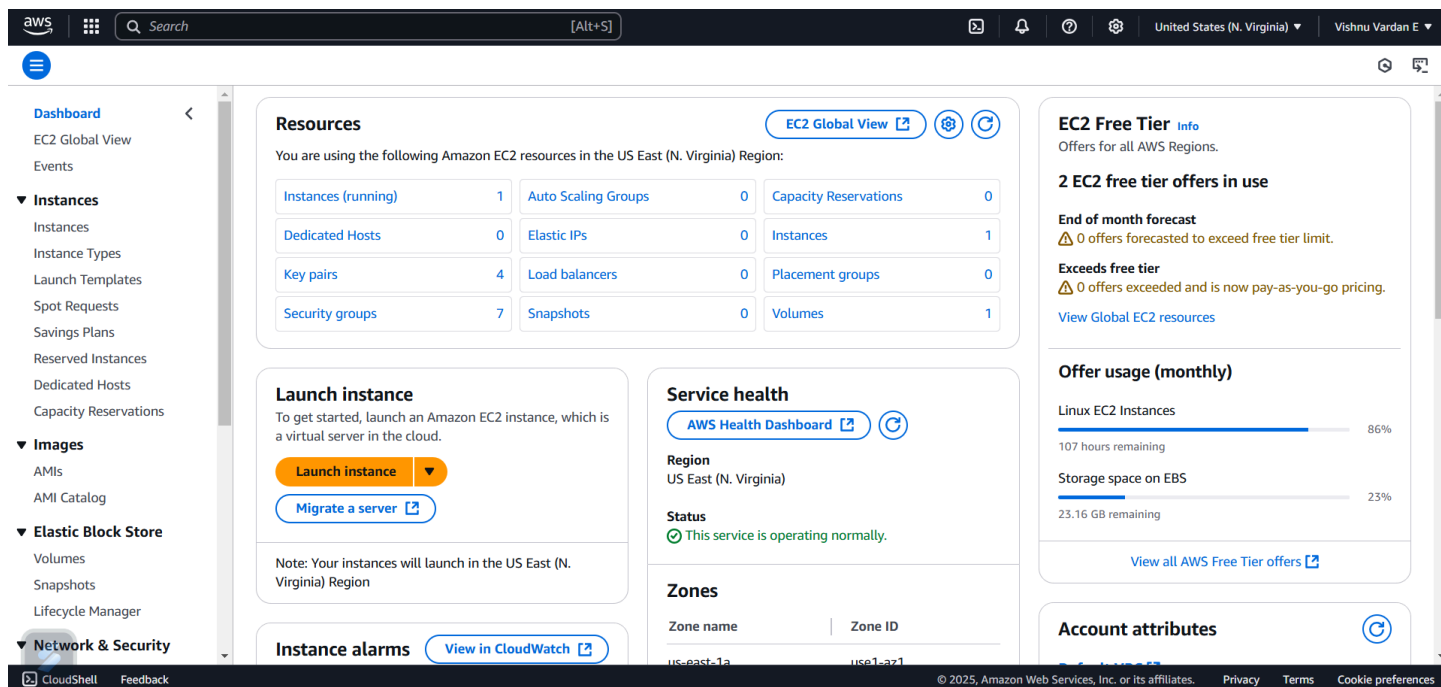 aws
Search [Alt+S]
United States (N. Virginia) ▼
Vishnu Vardan E ▼
Dashboard
EC2 Global View
Events
Instances
Instances
Instance Types
Launch Templates
Spot Requests
Savings Plans
Reserved Instances
Dedicated Hosts
Capacity Reservations
Images
AMIs
AMI Catalog
Elastic Block Store
Volumes
Snapshots
Lifecycle Manager
Network & Security
Resources
EC2 Global View
You are using the following Amazon EC2 resources in the US East (N. Virginia) Region:
Instances (running) 1 Auto Scaling Groups 0 Capacity Reservations 0
Dedicated Hosts 0 Elastic IPs 0 Instances 1
Key pairs 4 Load balancers 0 Placement groups 0
Security groups 7 Snapshots 0 Volumes 1
Launch instance
To get started, launch an Amazon EC2 instance, which is
a virtual server in the cloud.
Launch instance
Migrate a server
Note: Your instances will launch in the US East (N.
Virginia) Region
Instance alarms
View in CloudWatch
Service health
AWS Health Dashboard
Region
US East (N. Virginia)
Status
This service is operating normally.
Zones
Zone name Zone ID
us-east-1a use1-az1
EC2 Free Tier Info
Offers for all AWS Regions.
2 EC2 free tier offers in use
End of month forecast
0 offers forecasted to exceed free tier limit.
Exceeds free tier
0 offers exceeded and is now pay-as-you-go pricing.
View Global EC2 resources
Offer usage (monthly)
Linux EC2 Instances
86%
107 hours remaining
Storage space on EBS
23%
23.16 GB remaining
View all AWS Free Tier offers
Account attributes
Default VPC
CloudShell Feedback
© 2025, Amazon Web Services, Inc. or its affiliates. Privacy Terms Cookie preferences